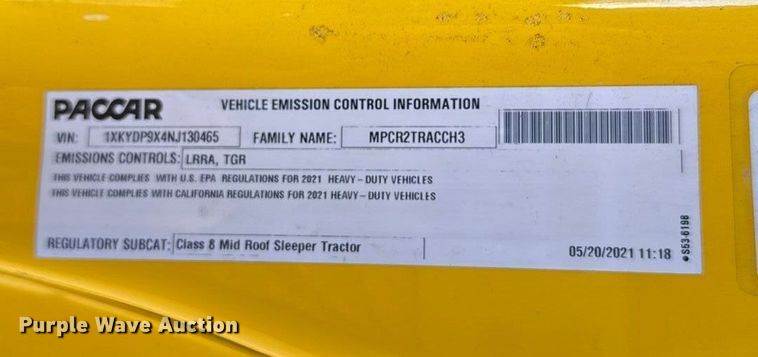 PACCAR
VEHICLE EMISSION CONTROL INFORMATION
VIN: 1XKYDP9X4NJ130465 FAMILY NAME: MPCR2TRACCH3
EMISSIONS CONTROLS: LRRA, TGR
THIS VEHICLE COMPLIES WITH U.S. EPA REGULATIONS FOR 2021 HEAVY-DUTY VEHICLES
THIS VEHICLE COMPLIES WITH CALIFORNIA REGULATIONS FOR 2021 HEAVY-DUTY VEHICLES
REGULATORY SUBCAT: Class 8 Mid Roof Sleeper Tractor
05/20/2021 11:18
S53-6198
Purple Wave Auction